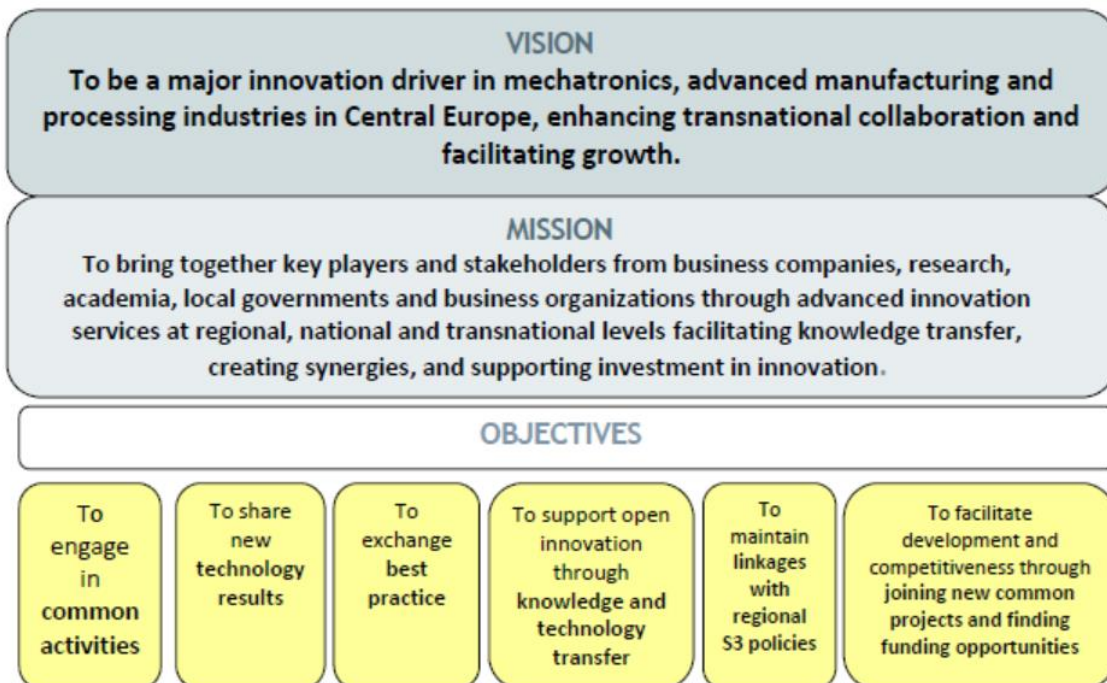 VISION
To be a major innovation driver in mechatronics, advanced manufacturing and
processing industries in Central Europe, enhancing transnational collaboration and
facilitating growth.
MISSION
To bring together key players and stakeholders from business companies, research,
academia, local governments and business organizations through advanced innovation
services at regional, national and transnational levels facilitating knowledge transfer,
creating synergies, and supporting investment in innovation.
OBJECTIVES
To
engage
in
common
activities
To share
new
technology
results
To
exchange
best
practice
To support open
innovation
through
knowledge and
technology
transfer
To
maintain
linkages
with
regional
S3 policies
To facilitate
development and
competitiveness through
joining new common
projects and finding
funding opportunities